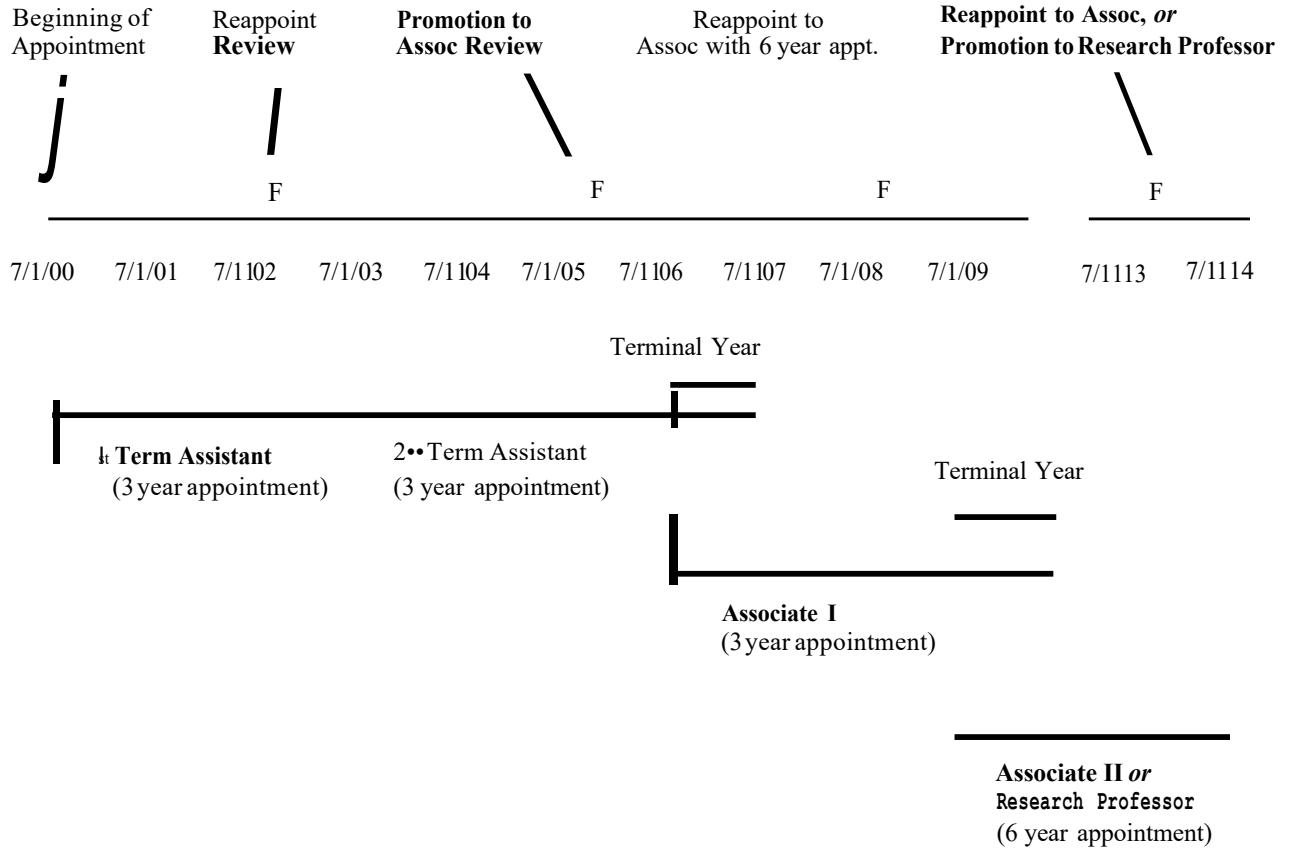 Beginning of
Appointment
Reappoint
Review
Promotion to
Assoc Review
Reappoint to
Assoc with 6 year appt.
Reappoint to Assoc, or
Promotion to Research Professor
F
F
F
F
7/1/00
7/1/01
7/1102
7/1/03
7/1104
7/1/05
7/1106
7/1107
7/1/08
7/1/09
7/1113
7/1114
Terminal Year
st Term Assistant
(3 year appointment)
2•• Term Assistant
(3 year appointment)
Terminal Year
Associate I
(3 year appointment)
Associate II or
Research Professor
(6 year appointment)